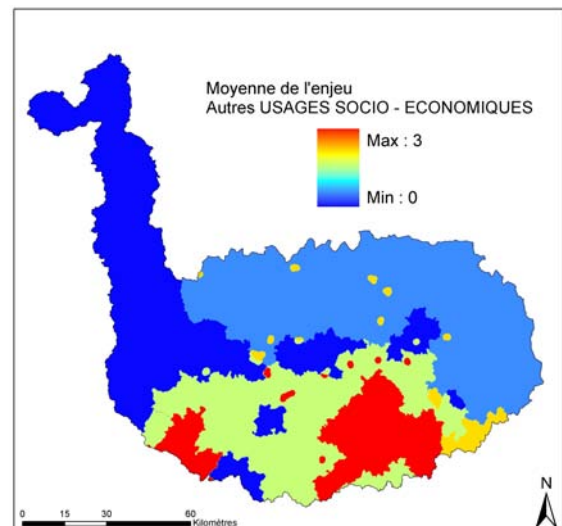 Moyenne de l'enjeu
Autres USAGES SOCIO - ECONOMIQUES
Max : 3
Min : 0
N
0 15 30 60
Kilomètres